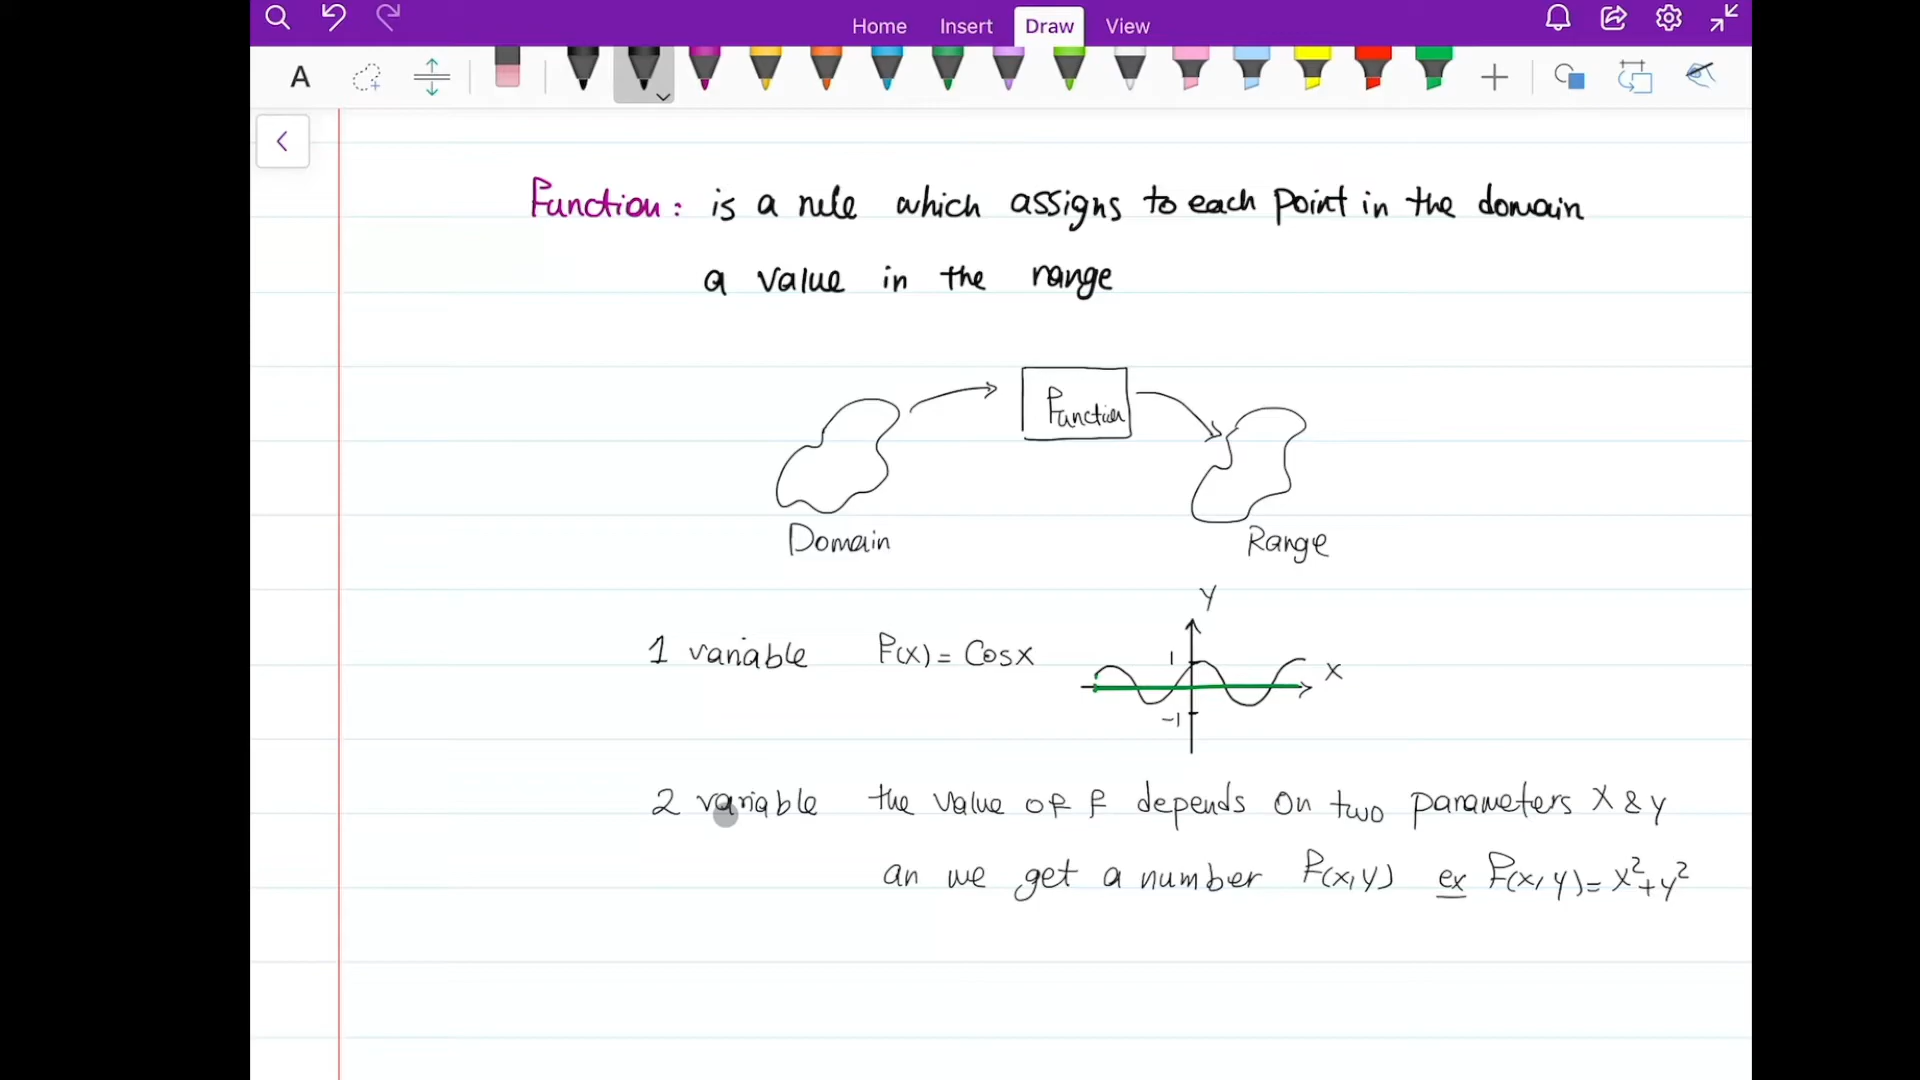 Home Insert Draw View
A
Function: is a rule which assigns to each point in the domain
a value in the range
Function
Domain
Range
1 variable f(x) = Cosx
y
1
x
-1
2 variable the value of f depends on two parameters x & y
an we get a number f(x,y) ex f(x,y) = x²+y²